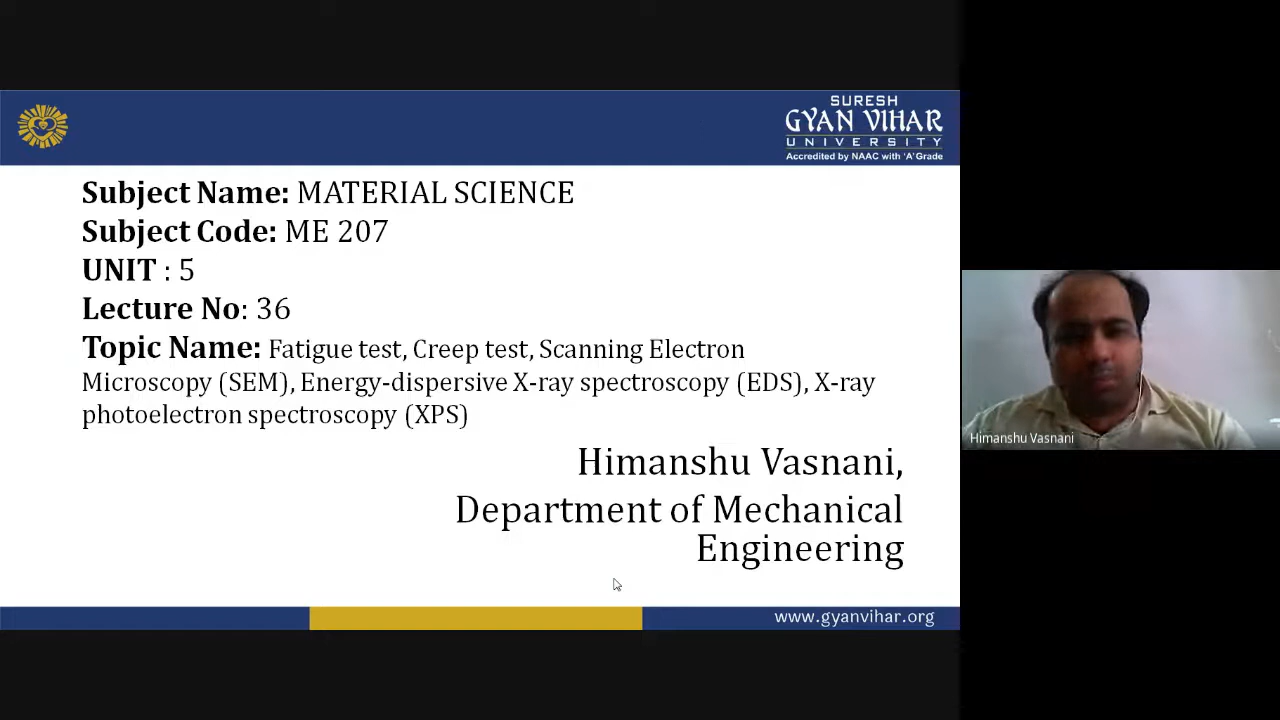 SURESH
GYAN VIHAR
UNIVERSITY
Accredited by NAAC with 'A' Grade
Subject Name: MATERIAL SCIENCE
Subject Code: ME 207
UNIT : 5
Lecture No: 36
Topic Name: Fatigue test, Creep test, Scanning Electron
Microscopy (SEM), Energy-dispersive X-ray spectroscopy (EDS), X-ray
photoelectron spectroscopy (XPS)
Himanshu Vasnani,
Department of Mechanical
Engineering
www.gyanvihar.org
Himanshu Vasnani